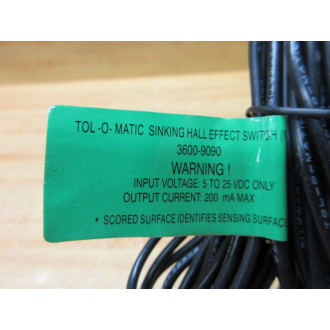 TOL-O-MATIC SINKING HALL EFFECT SWITCH (
3600-9090
WARNING !
INPUT VOLTAGE: 5 TO 25 VDC ONLY
OUTPUT CURRENT: 200 mA MAX
* SCORED SURFACE IDENTIFIES SENSING SURFAC